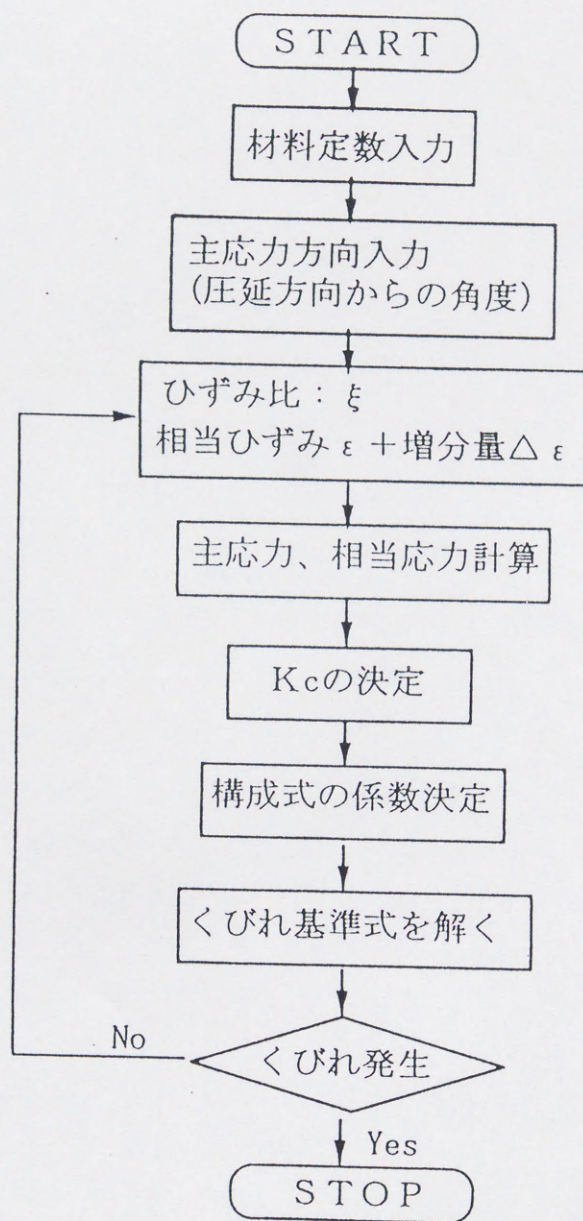 START
材料定数入力
主応力方向入力
(圧延方向からの角度)
ひずみ比：ξ
相当ひずみ ε ＋増分量△ ε
主応力、相当応力計算
Kcの決定
構成式の係数決定
くびれ基準式を解く
くびれ発生
No
Yes
STOP